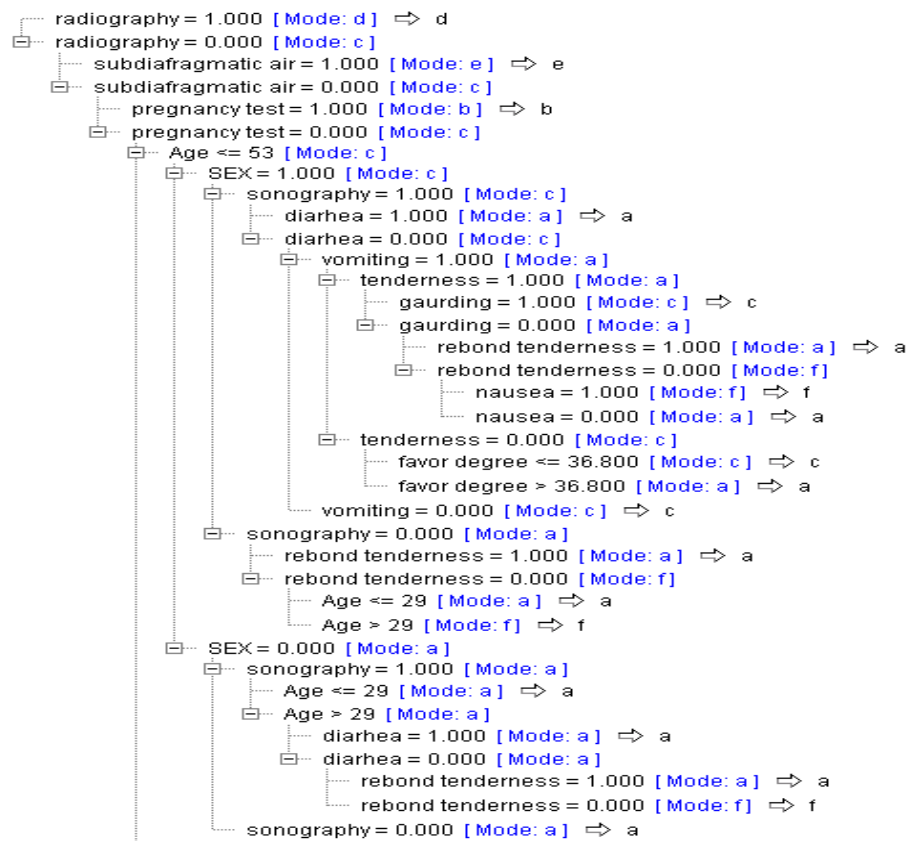 radiography = 1.000 [ Mode: d ] ⇨ d
radiography = 0.000 [ Mode: c ]
subdiafragmatic air = 1.000 [ Mode: e ] ⇨ e
subdiafragmatic air = 0.000 [ Mode: c ]
pregnancy test = 1.000 [ Mode: b ] ⇨ b
pregnancy test = 0.000 [ Mode: c ]
Age <= 53 [ Mode: c ]
SEX = 1.000 [ Mode: c ]
sonography = 1.000 [ Mode: c ]
diarhea = 1.000 [ Mode: a ] ⇨ a
diarhea = 0.000 [ Mode: c ]
vomiting = 1.000 [ Mode: a ]
tenderness = 1.000 [ Mode: a ]
gaurding = 1.000 [ Mode: c ] ⇨ c
gaurding = 0.000 [ Mode: a ]
rebond tenderness = 1.000 [ Mode: a ] ⇨ a
rebond tenderness = 0.000 [ Mode: f ]
nausea = 1.000 [ Mode: f ] ⇨ f
nausea = 0.000 [ Mode: a ] ⇨ a
tenderness = 0.000 [ Mode: c ]
favor degree <= 36.800 [ Mode: c ] ⇨ c
favor degree > 36.800 [ Mode: a ] ⇨ a
vomiting = 0.000 [ Mode: c ] ⇨ c
sonography = 0.000 [ Mode: a ]
rebond tenderness = 1.000 [ Mode: a ] ⇨ a
rebond tenderness = 0.000 [ Mode: f ]
Age <= 29 [ Mode: a ] ⇨ a
Age > 29 [ Mode: f ] ⇨ f
SEX = 0.000 [ Mode: a ]
sonography = 1.000 [ Mode: a ]
Age <= 29 [ Mode: a ] ⇨ a
Age > 29 [ Mode: a ]
diarhea = 1.000 [ Mode: a ] ⇨ a
diarhea = 0.000 [ Mode: a ]
rebond tenderness = 1.000 [ Mode: a ] ⇨ a
rebond tenderness = 0.000 [ Mode: f ] ⇨ f
sonography = 0.000 [ Mode: a ] ⇨ a